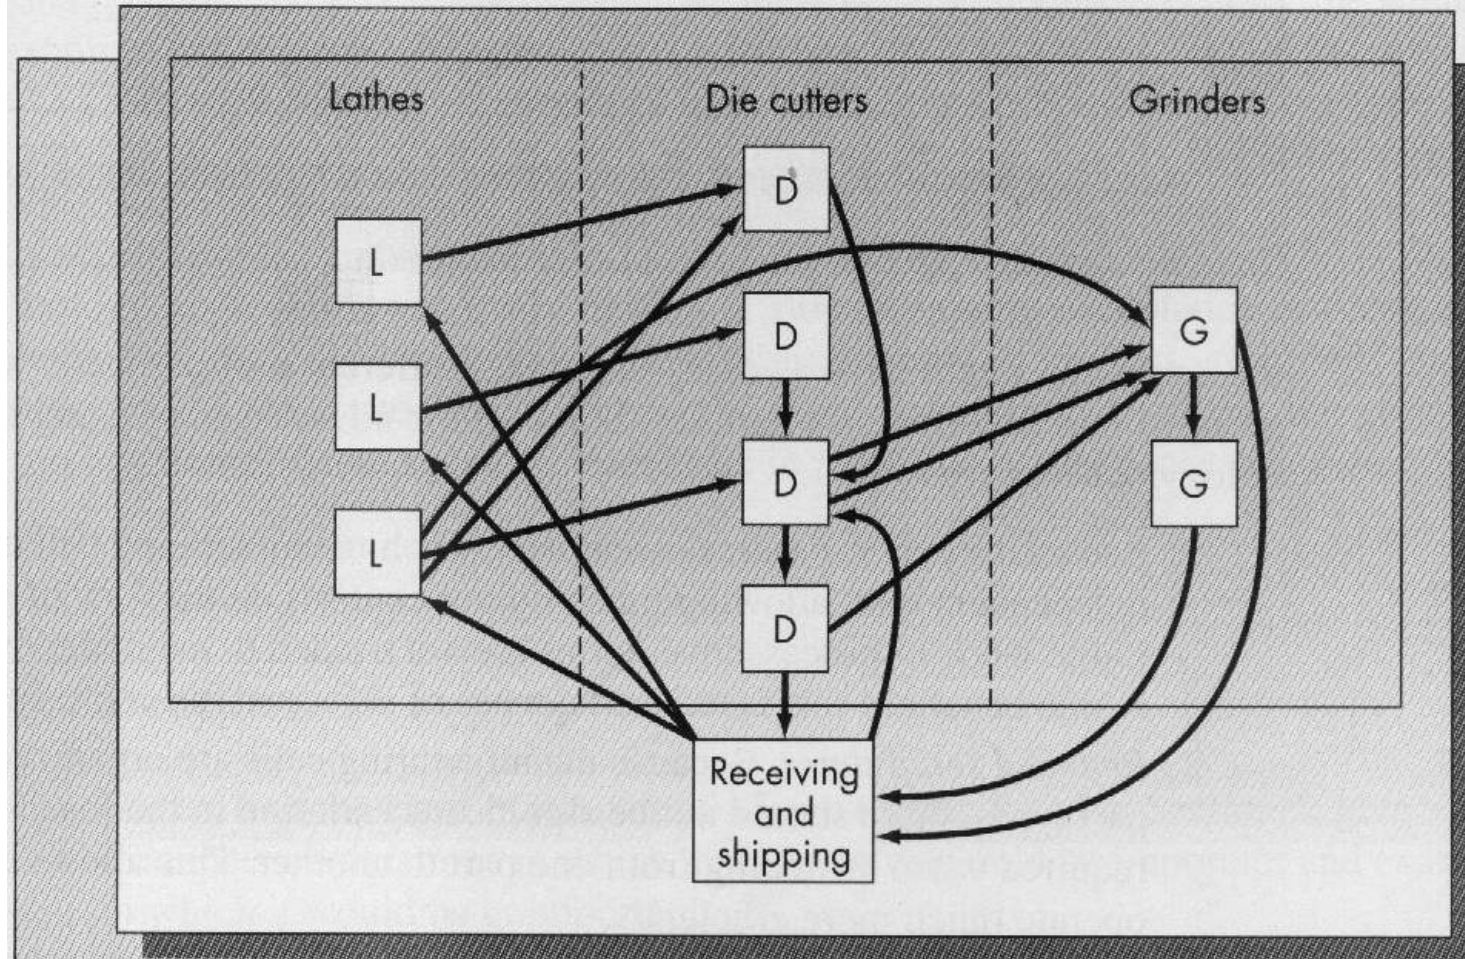 Lathes
Die cutters
Grinders
D
L
D
G
L
D
G
L
D
Receiving
and
shipping